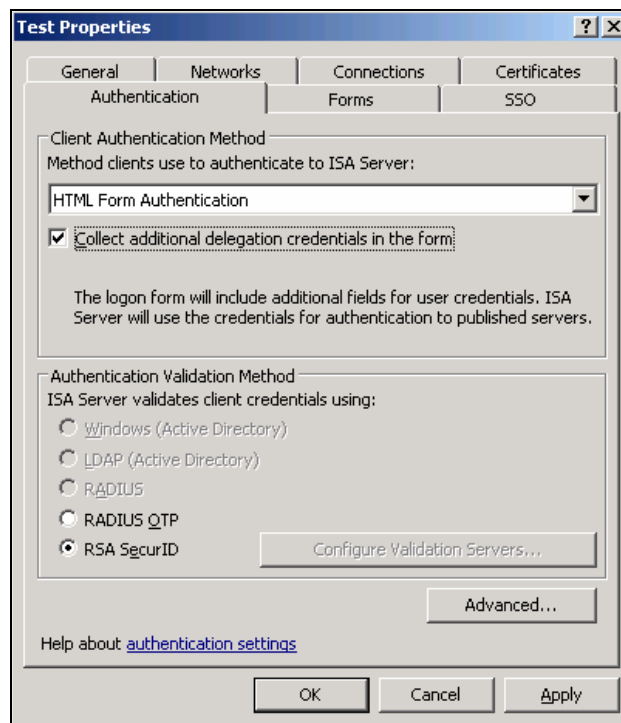 Test Properties
? X
General Networks Connections Certificates
Authentication Forms SSO
Client Authentication Method
Method clients use to authenticate to ISA Server:
HTML Form Authentication
Collect additional delegation credentials in the form
The logon form will include additional fields for user credentials. ISA
Server will use the credentials for authentication to published servers.
Authentication Validation Method
ISA Server validates client credentials using:
Windows (Active Directory)
LDAP (Active Directory)
RADIUS
RADIUS OTP
RSA SecurID Configure Validation Servers...
Advanced...
Help about authentication settings
OK Cancel Apply